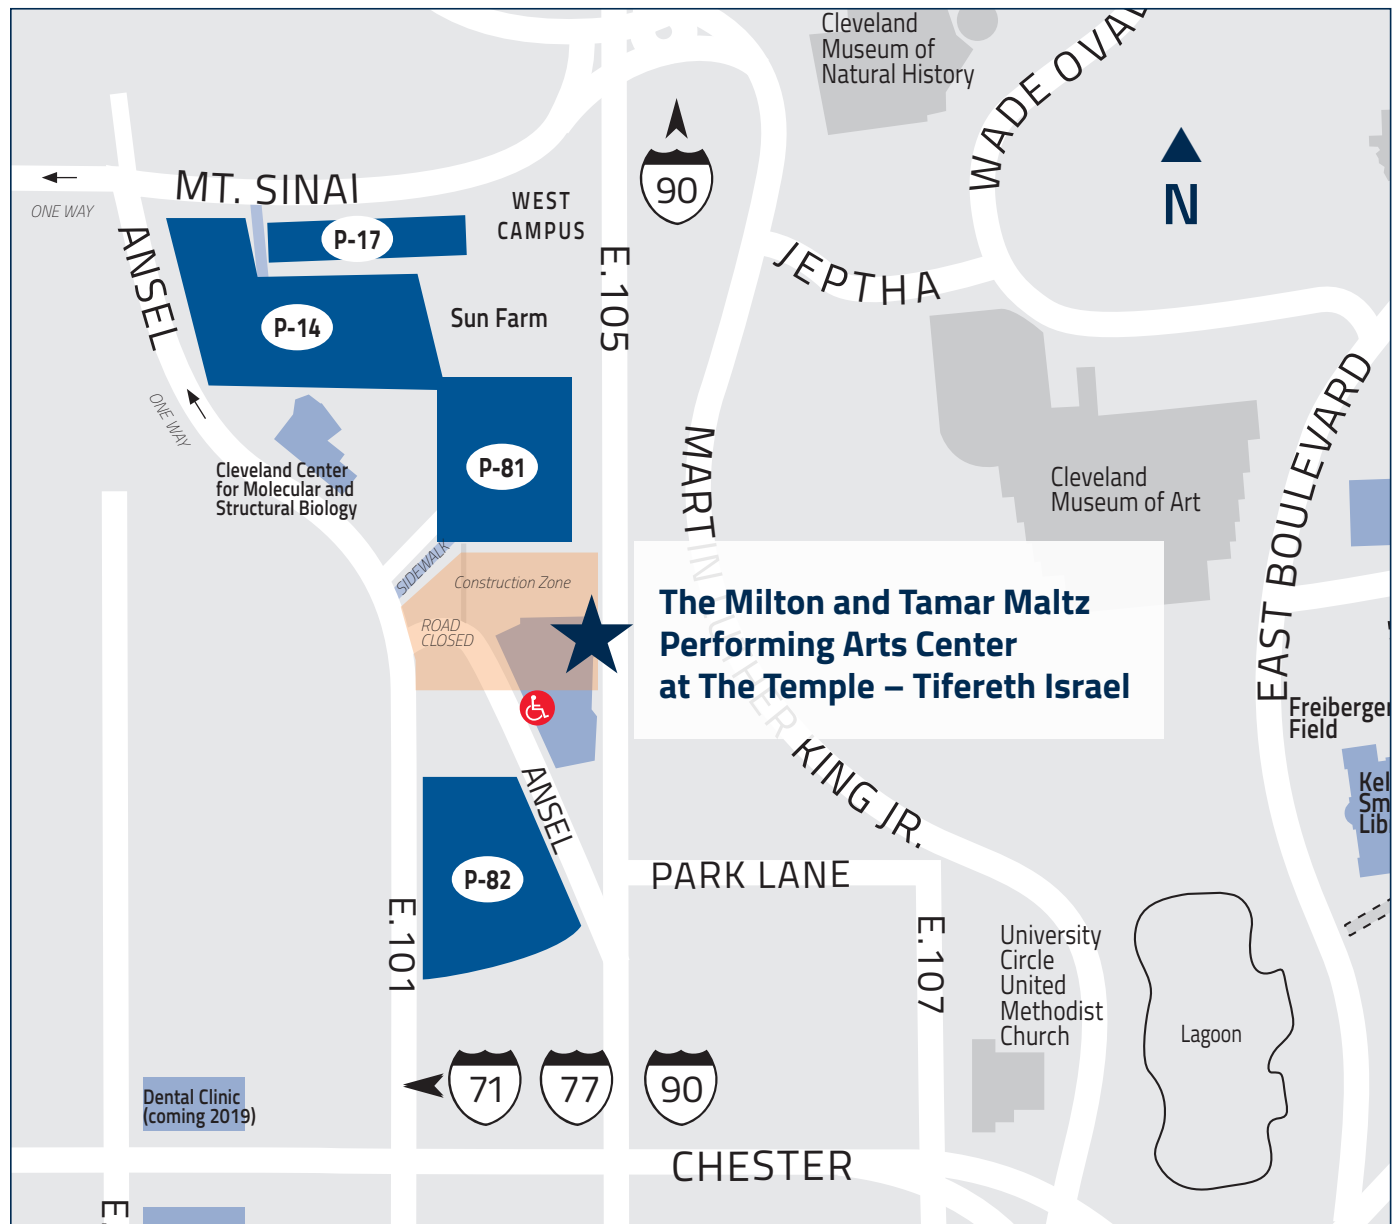 Cleveland
Museum of
Natural History
WADE OVAL
90
N
MT. SINAI
ONE WAY
WEST
CAMPUS
P-17
ANSEL
E. 105
JEPTHA
P-14
Sun Farm
ONE WAY
EAST BOULEVARD
MARTIN LUTHER KING JR.
P-81
Cleveland Center
for Molecular and
Structural Biology
Cleveland
Museum of Art
SIDEWALK
Construction Zone
ROAD
CLOSED
The Milton and Tamar Maltz
Performing Arts Center
at The Temple – Tifereth Israel
Freiberger
Field
ANSEL
Kel
Sm
Lib
P-82
PARK LANE
E. 101
E. 107
University
Circle
United
Methodist
Church
Lagoon
71
77
90
Dental Clinic
(coming 2019)
CHESTER
E.